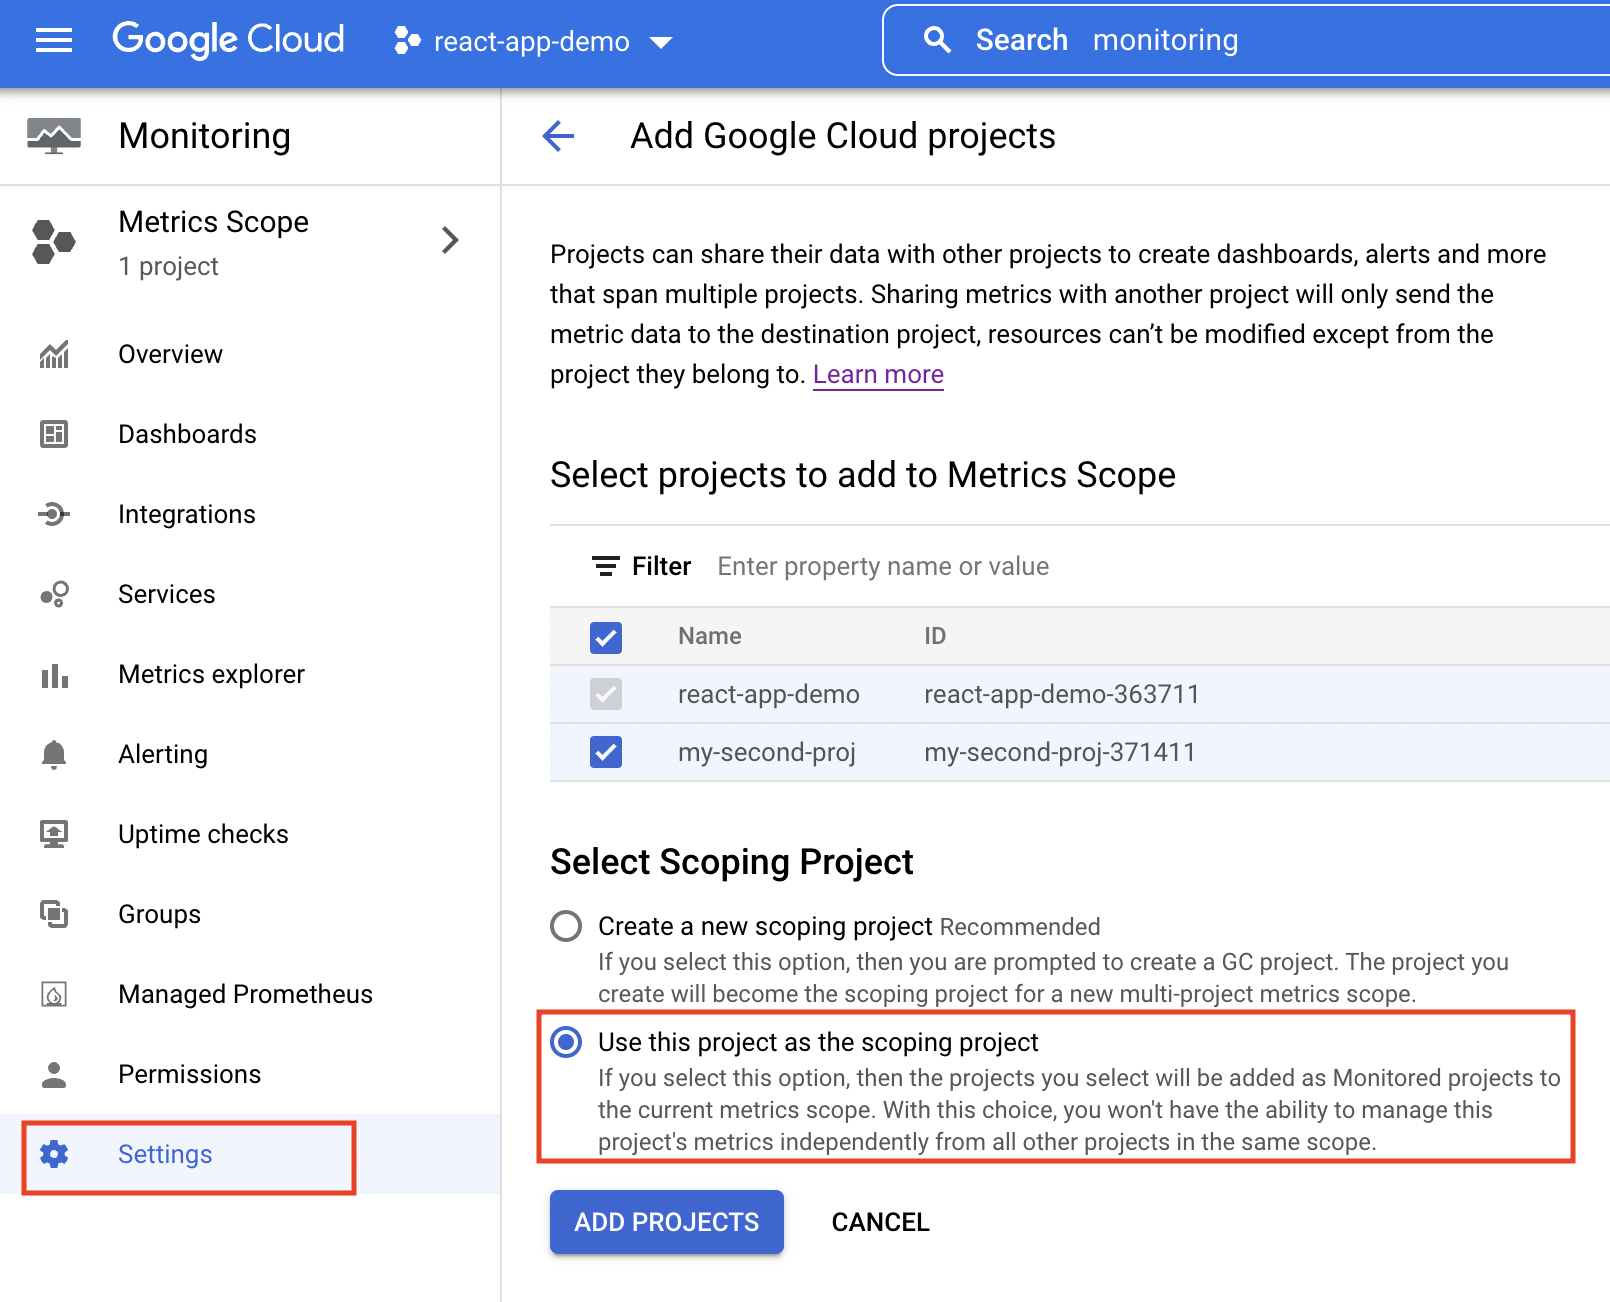 Google Cloud
react-app-demo
Search monitoring
Monitoring
Metrics Scope
1 project
Overview
Dashboards
Integrations
Services
Metrics explorer
Alerting
Uptime checks
Groups
Managed Prometheus
Permissions
Settings
Add Google Cloud projects
Projects can share their data with other projects to create dashboards, alerts and more
that span multiple projects. Sharing metrics with another project will only send the
metric data to the destination project, resources can’t be modified except from the
project they belong to. Learn more
Select projects to add to Metrics Scope
Filter Enter property name or value
Name ID
react-app-demo react-app-demo-363711
my-second-proj my-second-proj-371411
Select Scoping Project
Create a new scoping project Recommended
If you select this option, then you are prompted to create a GC project. The project you
create will become the scoping project for a new multi-project metrics scope.
Use this project as the scoping project
If you select this option, then the projects you select will be added as Monitored projects to
the current metrics scope. With this choice, you won't have the ability to manage this
project's metrics independently from all other projects in the same scope.
ADD PROJECTS CANCEL